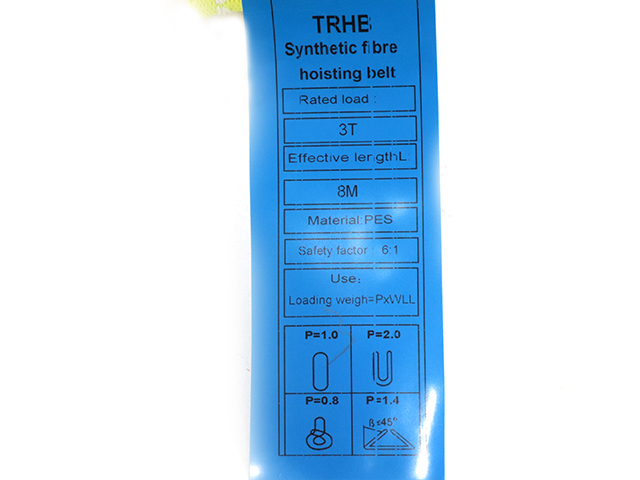 TRHB
Synthetic fibre
hoisting belt
Rated load :
3T
Effective lengthL:
8M
Material:PES
Safety factor : 6:1
Use:
Loading weigh=PxWLL
P=1.0 P=2.0
P=0.8 P=1.4
β≤45°